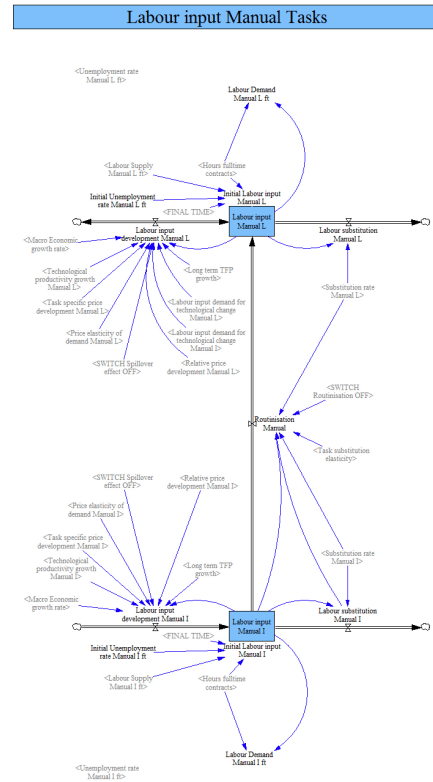 Labour input Manual Tasks
<Unemployment rate
Manual L ft>
Labour Demand
Manual L ft
<Labour Supply
Manual L ft>
<Hours fulltime
contracts>
Initial Unemployment
rate Manual L ft
Initial Labour input
Manual L
<FINAL TIME>
Labour input
Manual L
Labour input
development Manual L
Labour substitution
Manual L
<Macro Economic
growth rate>
<Technological
productivity growth
Manual L>
<Long term TFP
growth>
<Task specific price
development Manual L>
<Labour input demand for
technological change
Manual L>
<Substitution rate
Manual L>
<Price elasticity of
demand Manual L>
<Labour input demand for
technological change
Manual I>
<SWITCH Spillover
effect OFF>
<Relative price
development Manual L>
<SWITCH
Routinisation OFF>
Routinisation
Manual
<Task substitution
elasticity>
<SWITCH Spillover
effect OFF>
<Relative price
development Manual I>
<Price elasticity of
demand Manual I>
<Task specific price
development Manual I>
<Technological
productivity growth
Manual I>
<Long term TFP
growth>
<Substitution rate
Manual I>
<Macro Economic
growth rate>
Labour input
development Manual I
Labour input
Manual I
Labour substitution
Manual I
<FINAL TIME>
Initial Unemployment
rate Manual I ft
Initial Labour input
Manual I
<Labour Supply
Manual I ft>
<Hours fulltime
contracts>
Labour Demand
Manual I ft
<Unemployment rate
Manual I ft>